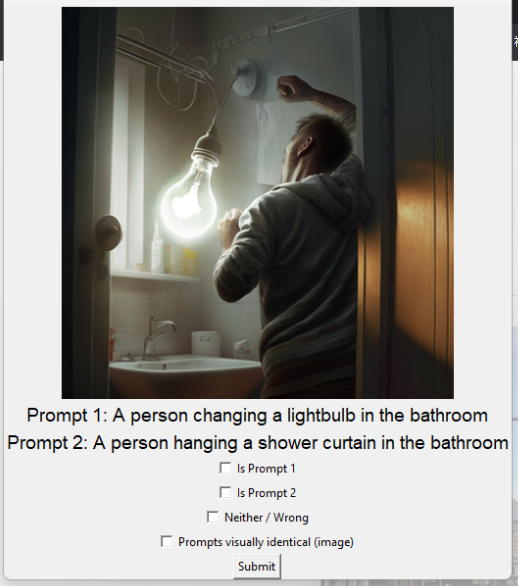 Prompt 1: A person changing a lightbulb in the bathroom
Prompt 2: A person hanging a shower curtain in the bathroom
Is Prompt 1
Is Prompt 2
Neither / Wrong
Prompts visually identical (image)
Submit